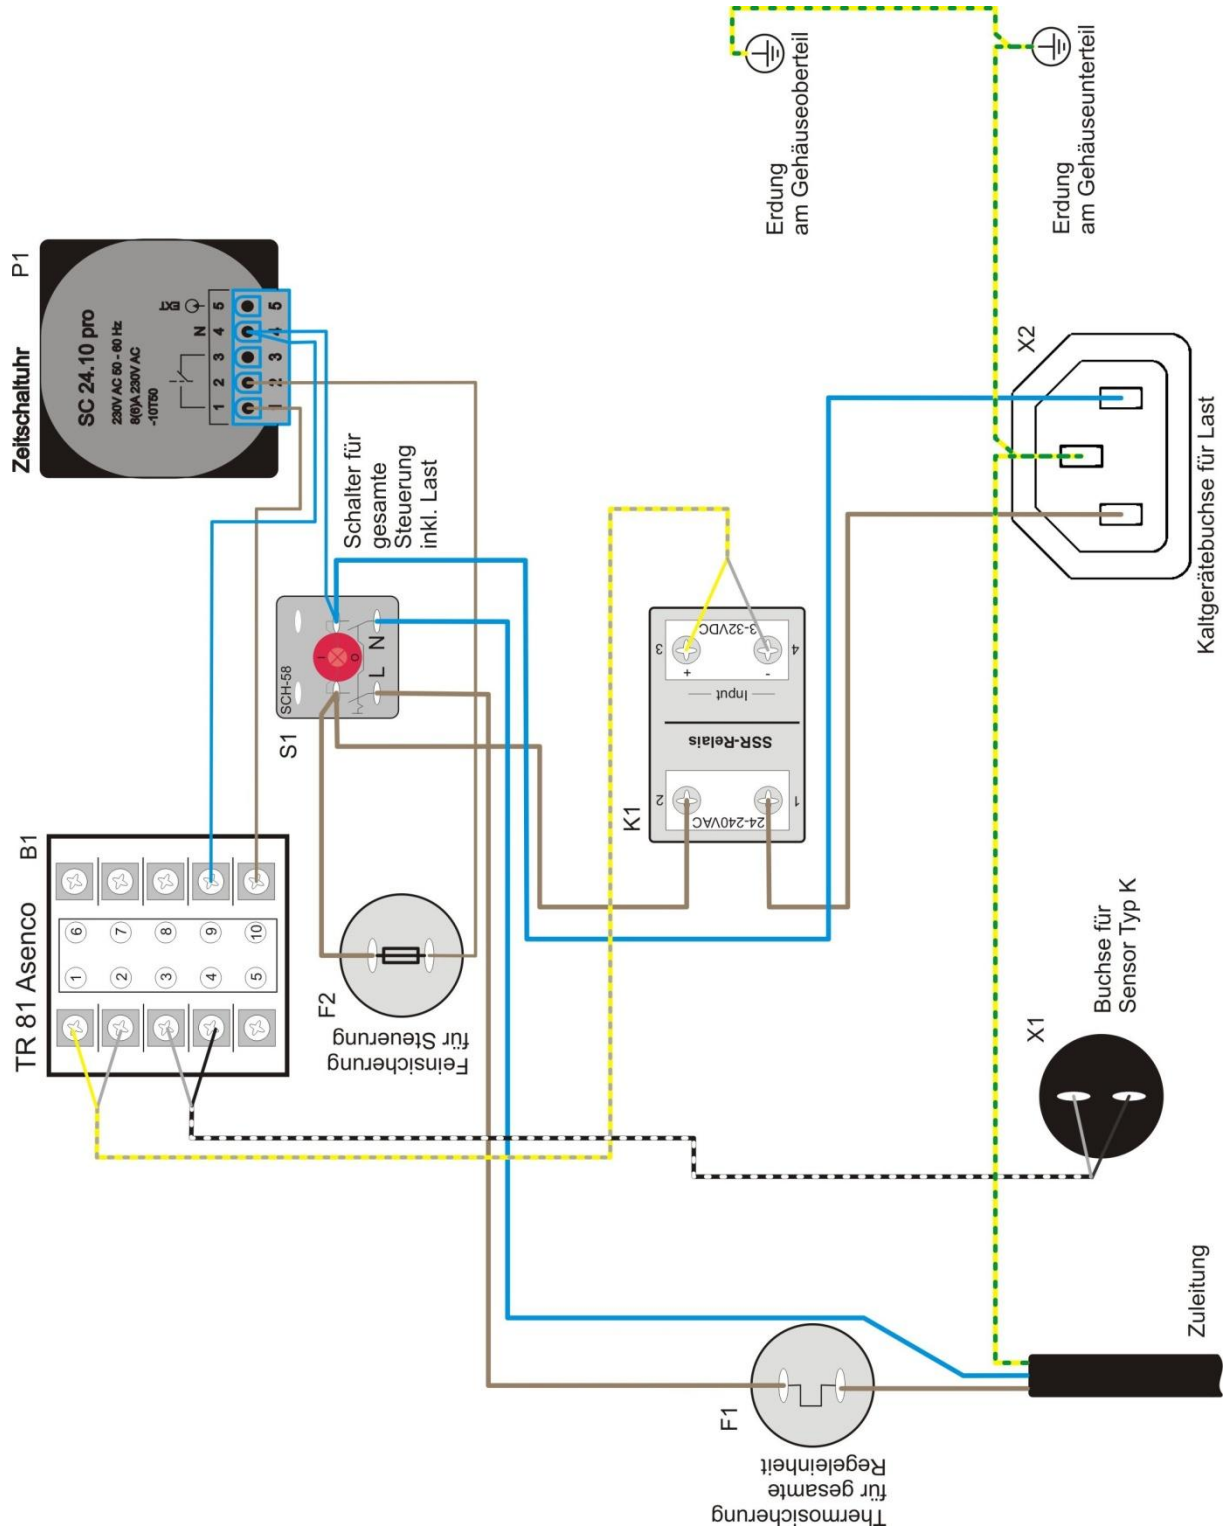 Zeitschaltuhr
P1
SC 24.10 pro
230V AC 50 - 60 Hz
8(6)A 230V AC
-10T50
EXT
N
1 2 3 4 5
1 2 3 4 5
TR 81 Asenco
B1
1 2 3 4 5
6 7 8 9 10
S1
SCH-58
I
O
L N
Schalter für
gesamte
Steuerung
inkl. Last
F2
Feinsicherung
für Steuerung
K1
SSR-Relais
24-240VAC
2
1
Input
3-32VDC
3
4
+
-
Erdung
am Gehäuseoberteil
Erdung
am Gehäuseunterteil
X2
Kaltgerätebuchse für Last
X1
Buchse für
Sensor Typ K
F1
Thermosicherung
für gesamte
Regeleinheit
Zuleitung